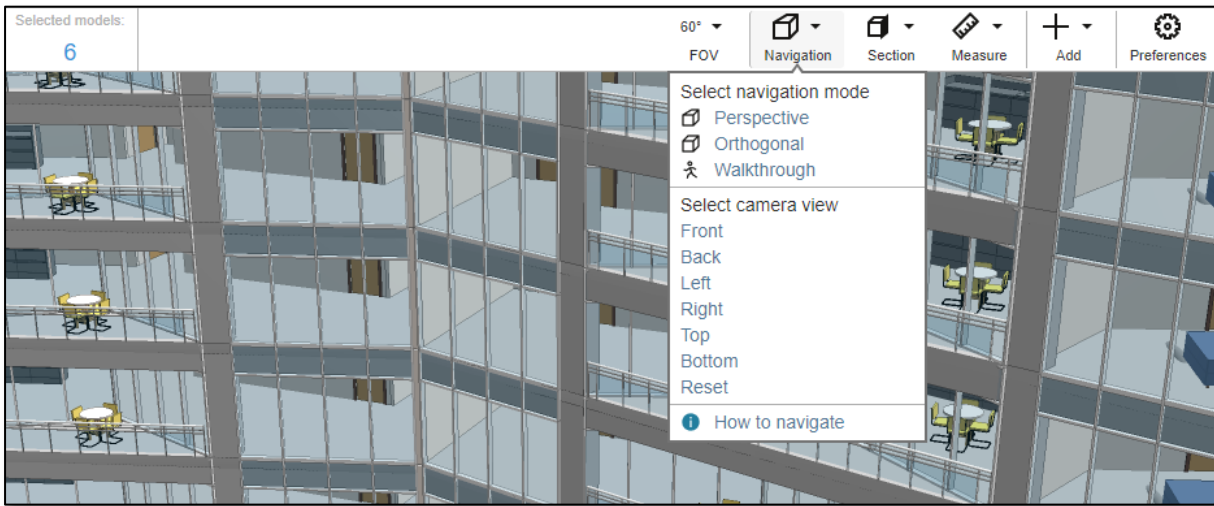 Selected models:
6
60°
FOV
Navigation
Section
Measure
Add
Preferences
Select navigation mode
Perspective
Orthogonal
Walkthrough
Select camera view
Front
Back
Left
Right
Top
Bottom
Reset
How to navigate